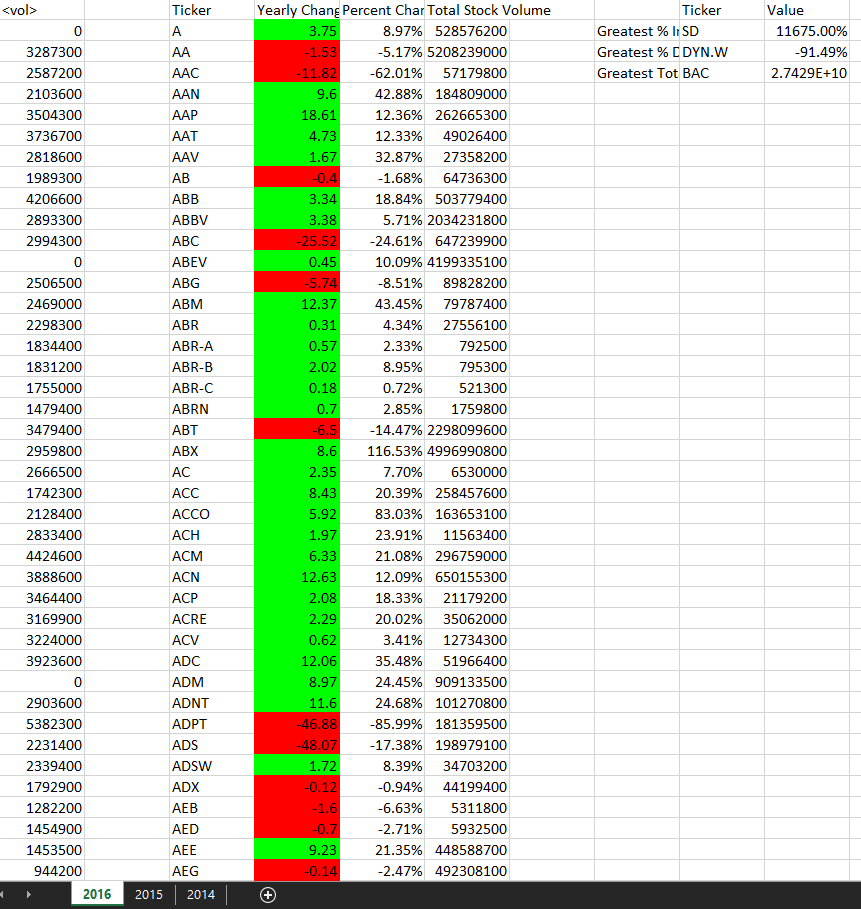 <vol> Ticker Yearly Chang Percent Char Total Stock Volume Ticker Value
0 A 3.75 8.97% 528576200 Greatest % I SD 11675.00%
3287300 AA -1.53 -5.17% 5208239000 Greatest % D DYN.W -91.49%
2587200 AAC -11.82 -62.01% 57179800 Greatest Tot BAC 2.7429E+10
2103600 AAN 9.6 42.88% 184809000
3504300 AAP 18.61 12.36% 262665300
3736700 AAT 4.73 12.33% 49026400
2818600 AAV 1.67 32.87% 27358200
1989300 AB -0.4 -1.68% 64736300
4206600 ABB 3.34 18.84% 503779400
2893300 ABBV 3.38 5.71% 2034231800
2994300 ABC -25.52 -24.61% 647239900
0 ABEV 0.45 10.09% 4199335100
2506500 ABG -5.74 -8.51% 89828200
2469000 ABM 12.37 43.45% 79787400
2298300 ABR 0.31 4.34% 27556100
1834400 ABR-A 0.57 2.33% 792500
1831200 ABR-B 2.02 8.95% 795300
1755000 ABR-C 0.18 0.72% 521300
1479400 ABRN 0.7 2.85% 1759800
3479400 ABT -6.5 -14.47% 2298099600
2959800 ABX 8.6 116.53% 4996990800
2666500 AC 2.35 7.70% 6530000
1742300 ACC 8.43 20.39% 258457600
2128400 ACCO 5.92 83.03% 163653100
2833400 ACH 1.97 23.91% 11563400
4424600 ACM 6.33 21.08% 296759000
3888600 ACN 12.63 12.09% 650155300
3464400 ACP 2.08 18.33% 21179200
3169900 ACRE 2.29 20.02% 35062000
3224000 ACV 0.62 3.41% 12734300
3923600 ADC 12.06 35.48% 51966400
0 ADM 8.97 24.45% 909133500
2903600 ADNT 11.6 24.68% 101270800
5382300 ADPT -46.88 -85.99% 181359500
2231400 ADS -48.07 -17.38% 198979100
2339400 ADSW 1.72 8.39% 34703200
1792900 ADX -0.12 -0.94% 44199400
1282200 AEB -1.6 -6.63% 5311800
1454900 AED -0.7 -2.71% 5932500
1453500 AEE 9.23 21.35% 448588700
944200 AEG -0.14 -2.47% 492308100
2016 2015 2014